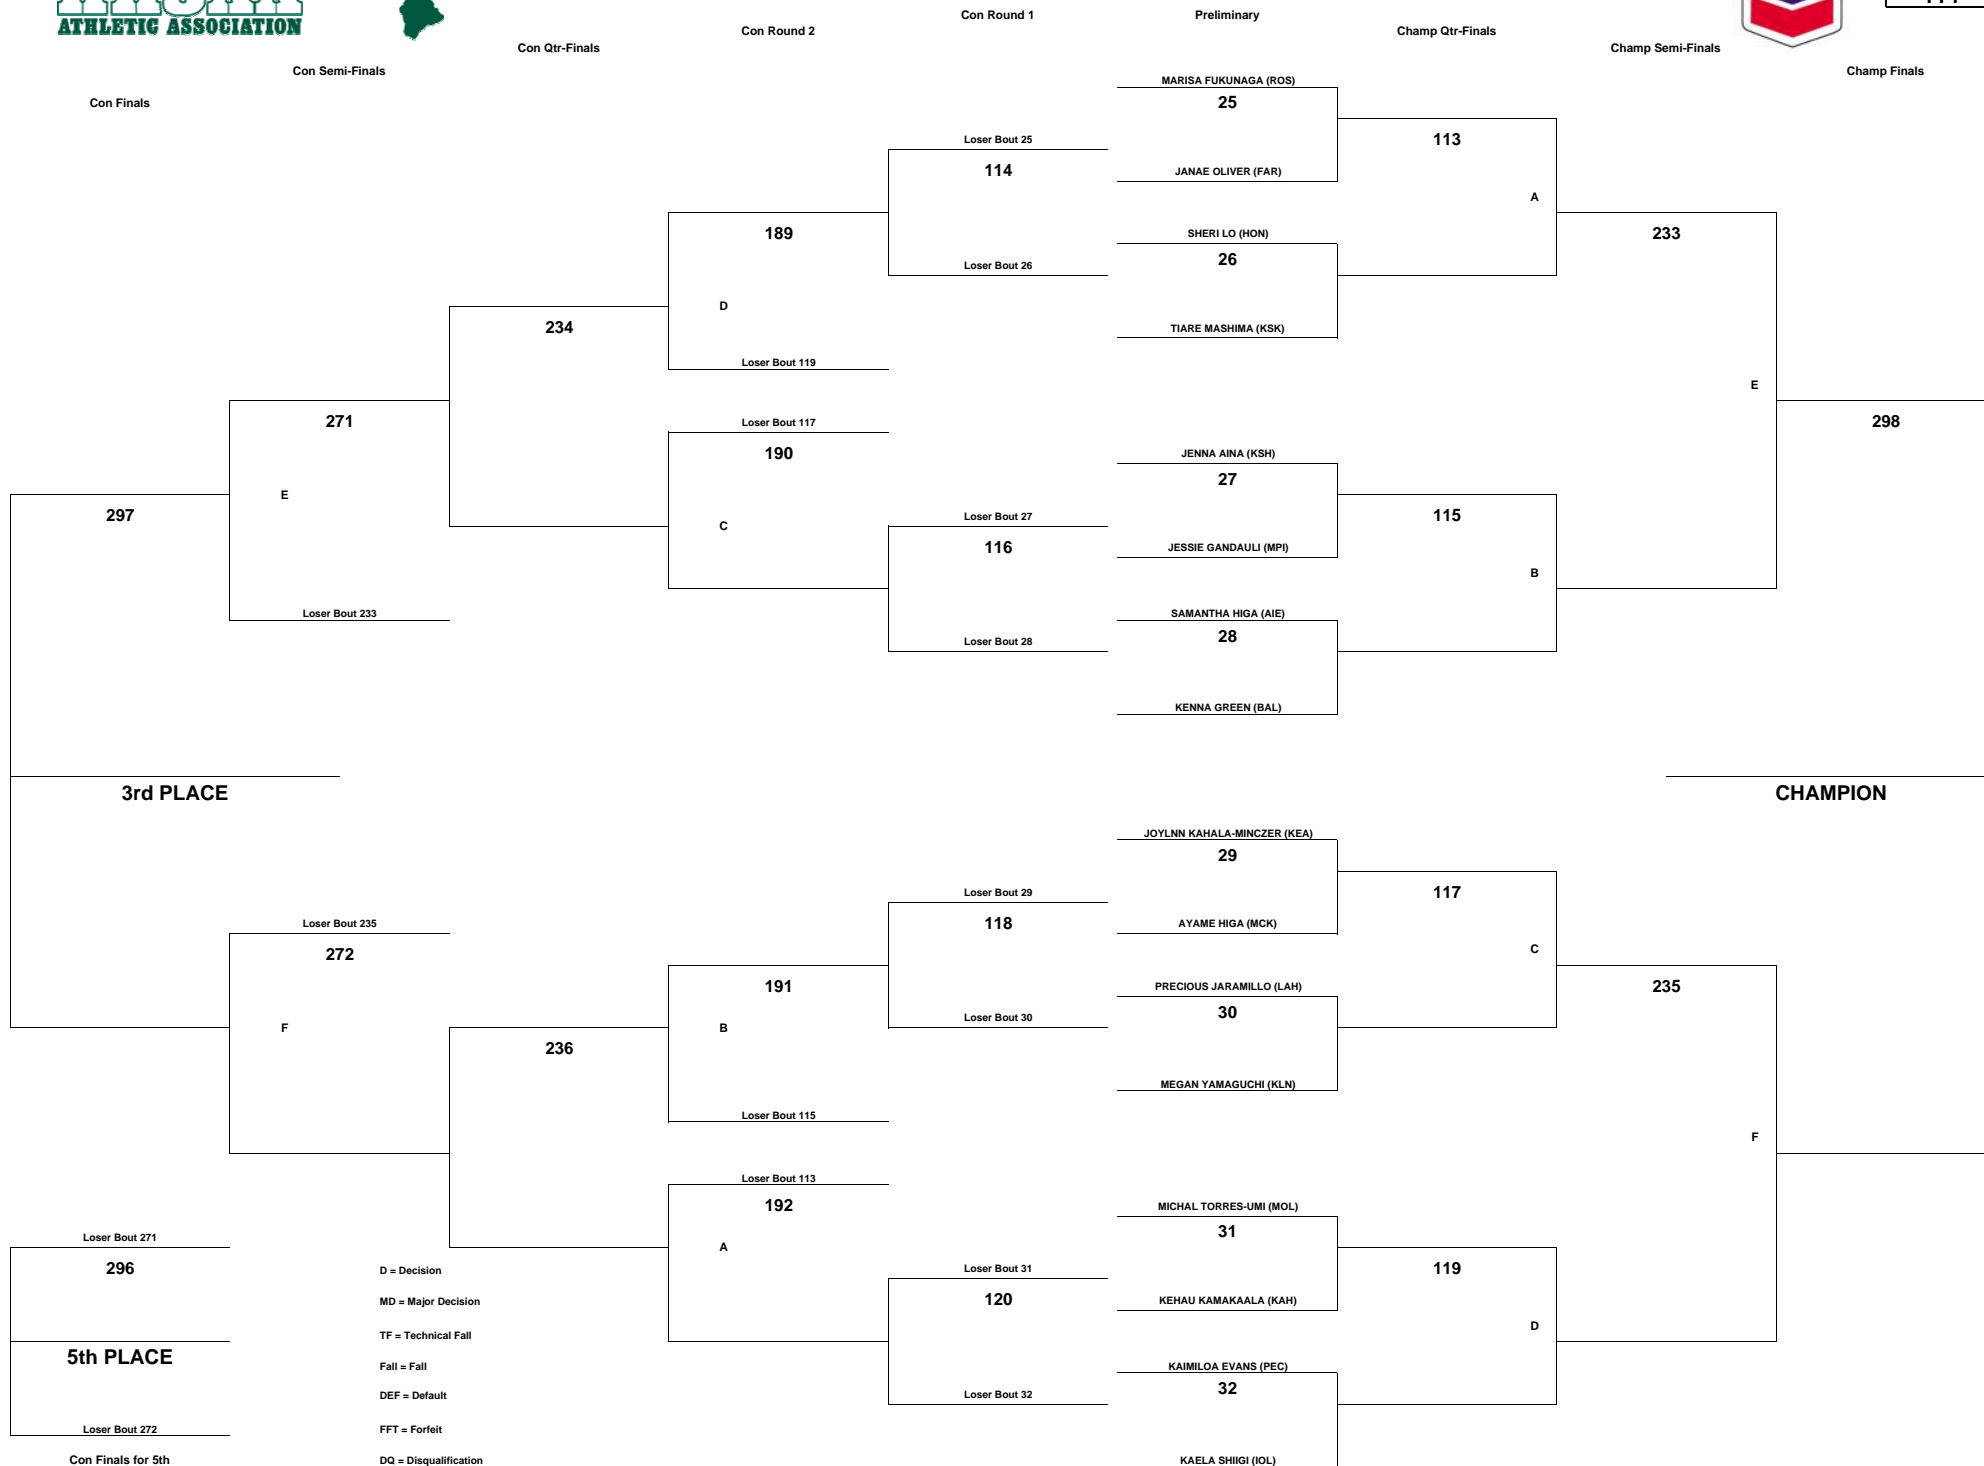 ATHLETIC ASSOCIATION
Con Round 1
Preliminary
Con Round 2
Champ Qtr-Finals
Con Qtr-Finals
Champ Semi-Finals
Con Semi-Finals
Champ Finals
Con Finals
MARISA FUKUNAGA (ROS)
25
Loser Bout 25
113
114
JANAE OLIVER (FAR)
A
189
SHERI LO (HON)
233
Loser Bout 26
26
D
234
TIARE MASHIMA (KSK)
Loser Bout 119
E
271
Loser Bout 117
298
190
JENNA AINA (KSH)
27
E
297
Loser Bout 27
115
C
116
JESSIE GANDAULI (MPI)
B
Loser Bout 233
SAMANTHA HIGA (AIE)
Loser Bout 28
28
KENNA GREEN (BAL)
3rd PLACE
CHAMPION
JOYLNN KAHALA-MINCZER (KEA)
29
Loser Bout 29
117
Loser Bout 235
118
AYAME HIGA (MCK)
272
C
191
PRECIOUS JARAMILLO (LAH)
235
Loser Bout 30
30
F
B
236
MEGAN YAMAGUCHI (KLN)
Loser Bout 115
F
Loser Bout 113
192
MICHAL TORRES-UMI (MOL)
Loser Bout 271
31
A
296
D = Decision
Loser Bout 31
119
MD = Major Decision
120
KEHAU KAMAKAALA (KAH)
D
TF = Technical Fall
5th PLACE
Fall = Fall
KAIMILOA EVANS (PEC)
DEF = Default
Loser Bout 32
32
Loser Bout 272
FFT = Forfeit
Con Finals for 5th
DQ = Disqualification
KAELA SHIIGI (IOL)